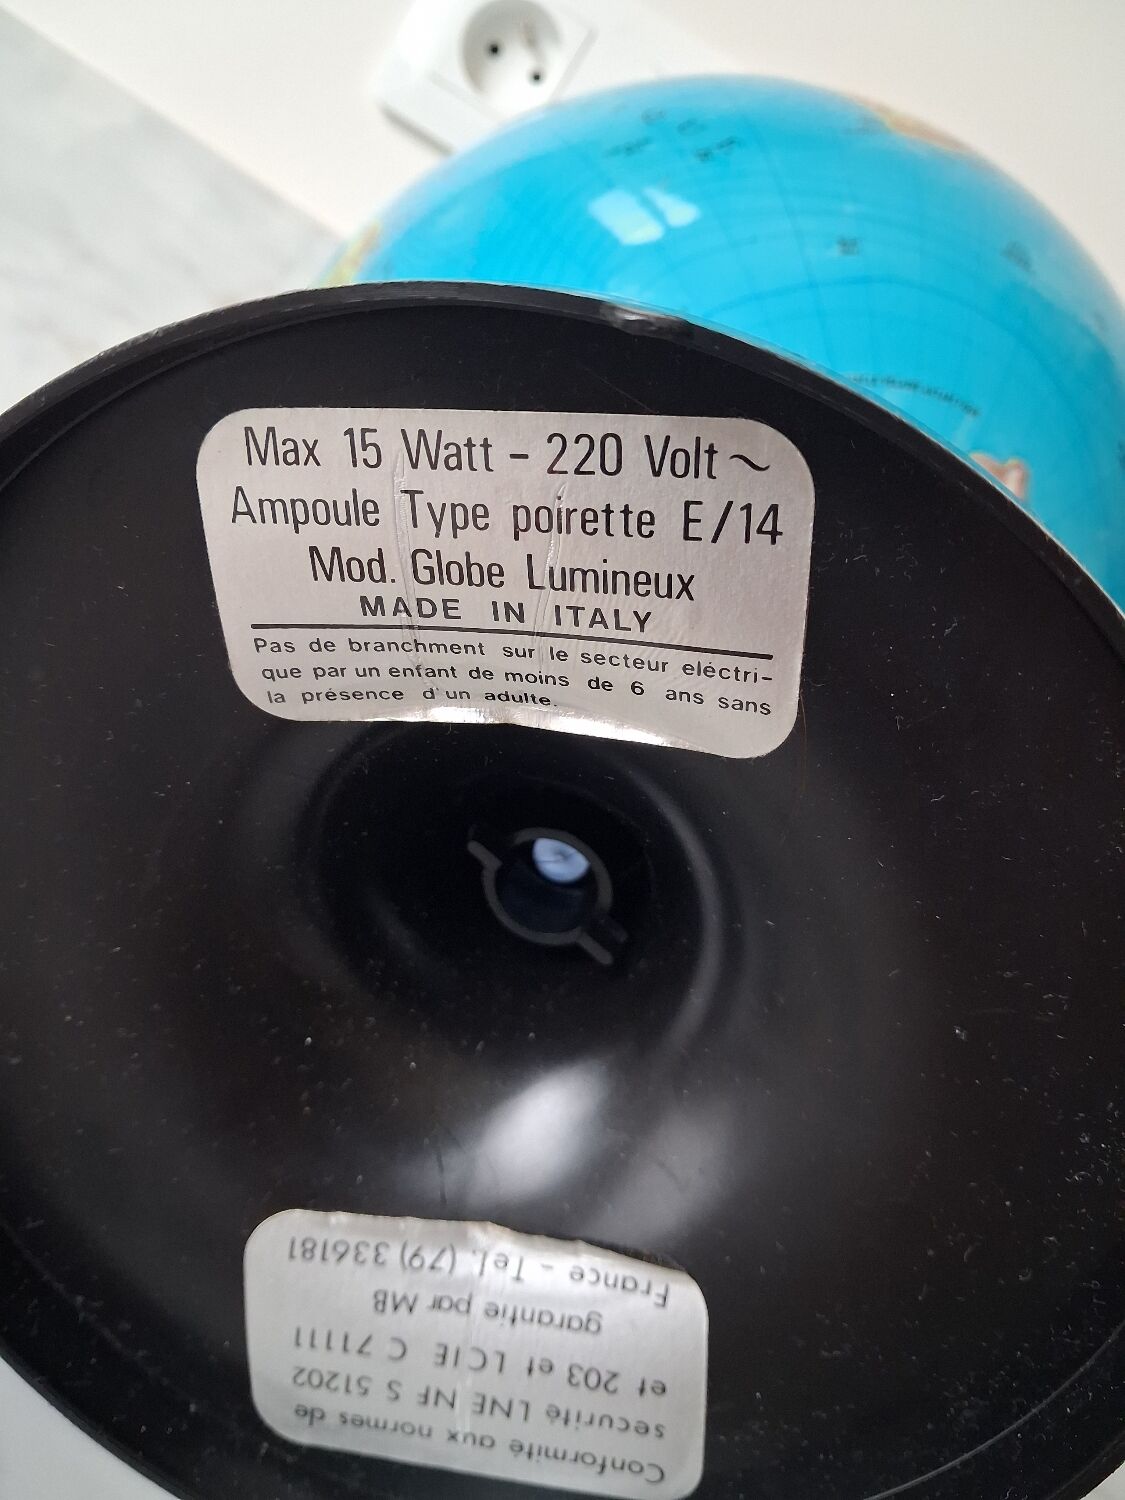 Max 15 Watt - 220 Volt ~
Ampoule Type poirette E/14
Mod. Globe Lumineux
MADE IN ITALY
Pas de branchment sur le secteur eléctri-
que par un enfant de moins de 6 ans sans
la présence d'un adulte.
Conformité aux normes de
sécurité LNE NF S 51202
et 203 et LCIE C 71111
garantie par MB
France - Tel. (79) 336181